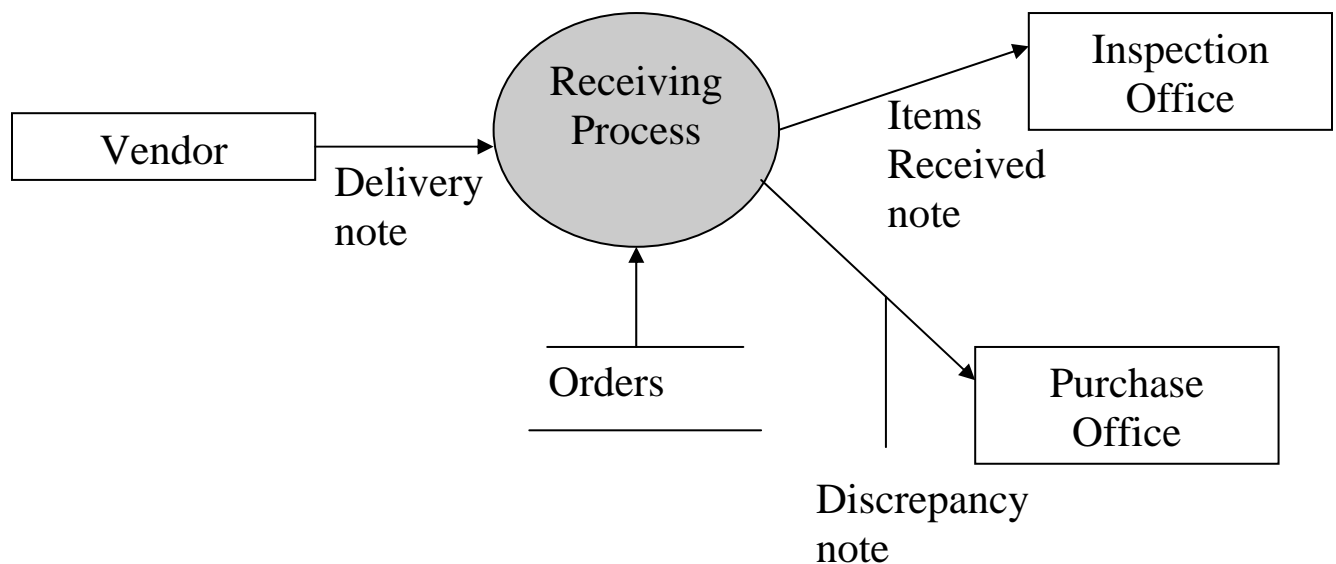 Vendor
Delivery
note
Receiving
Process
Orders
Items
Received
note
Inspection
Office
Discrepancy
note
Purchase
Office